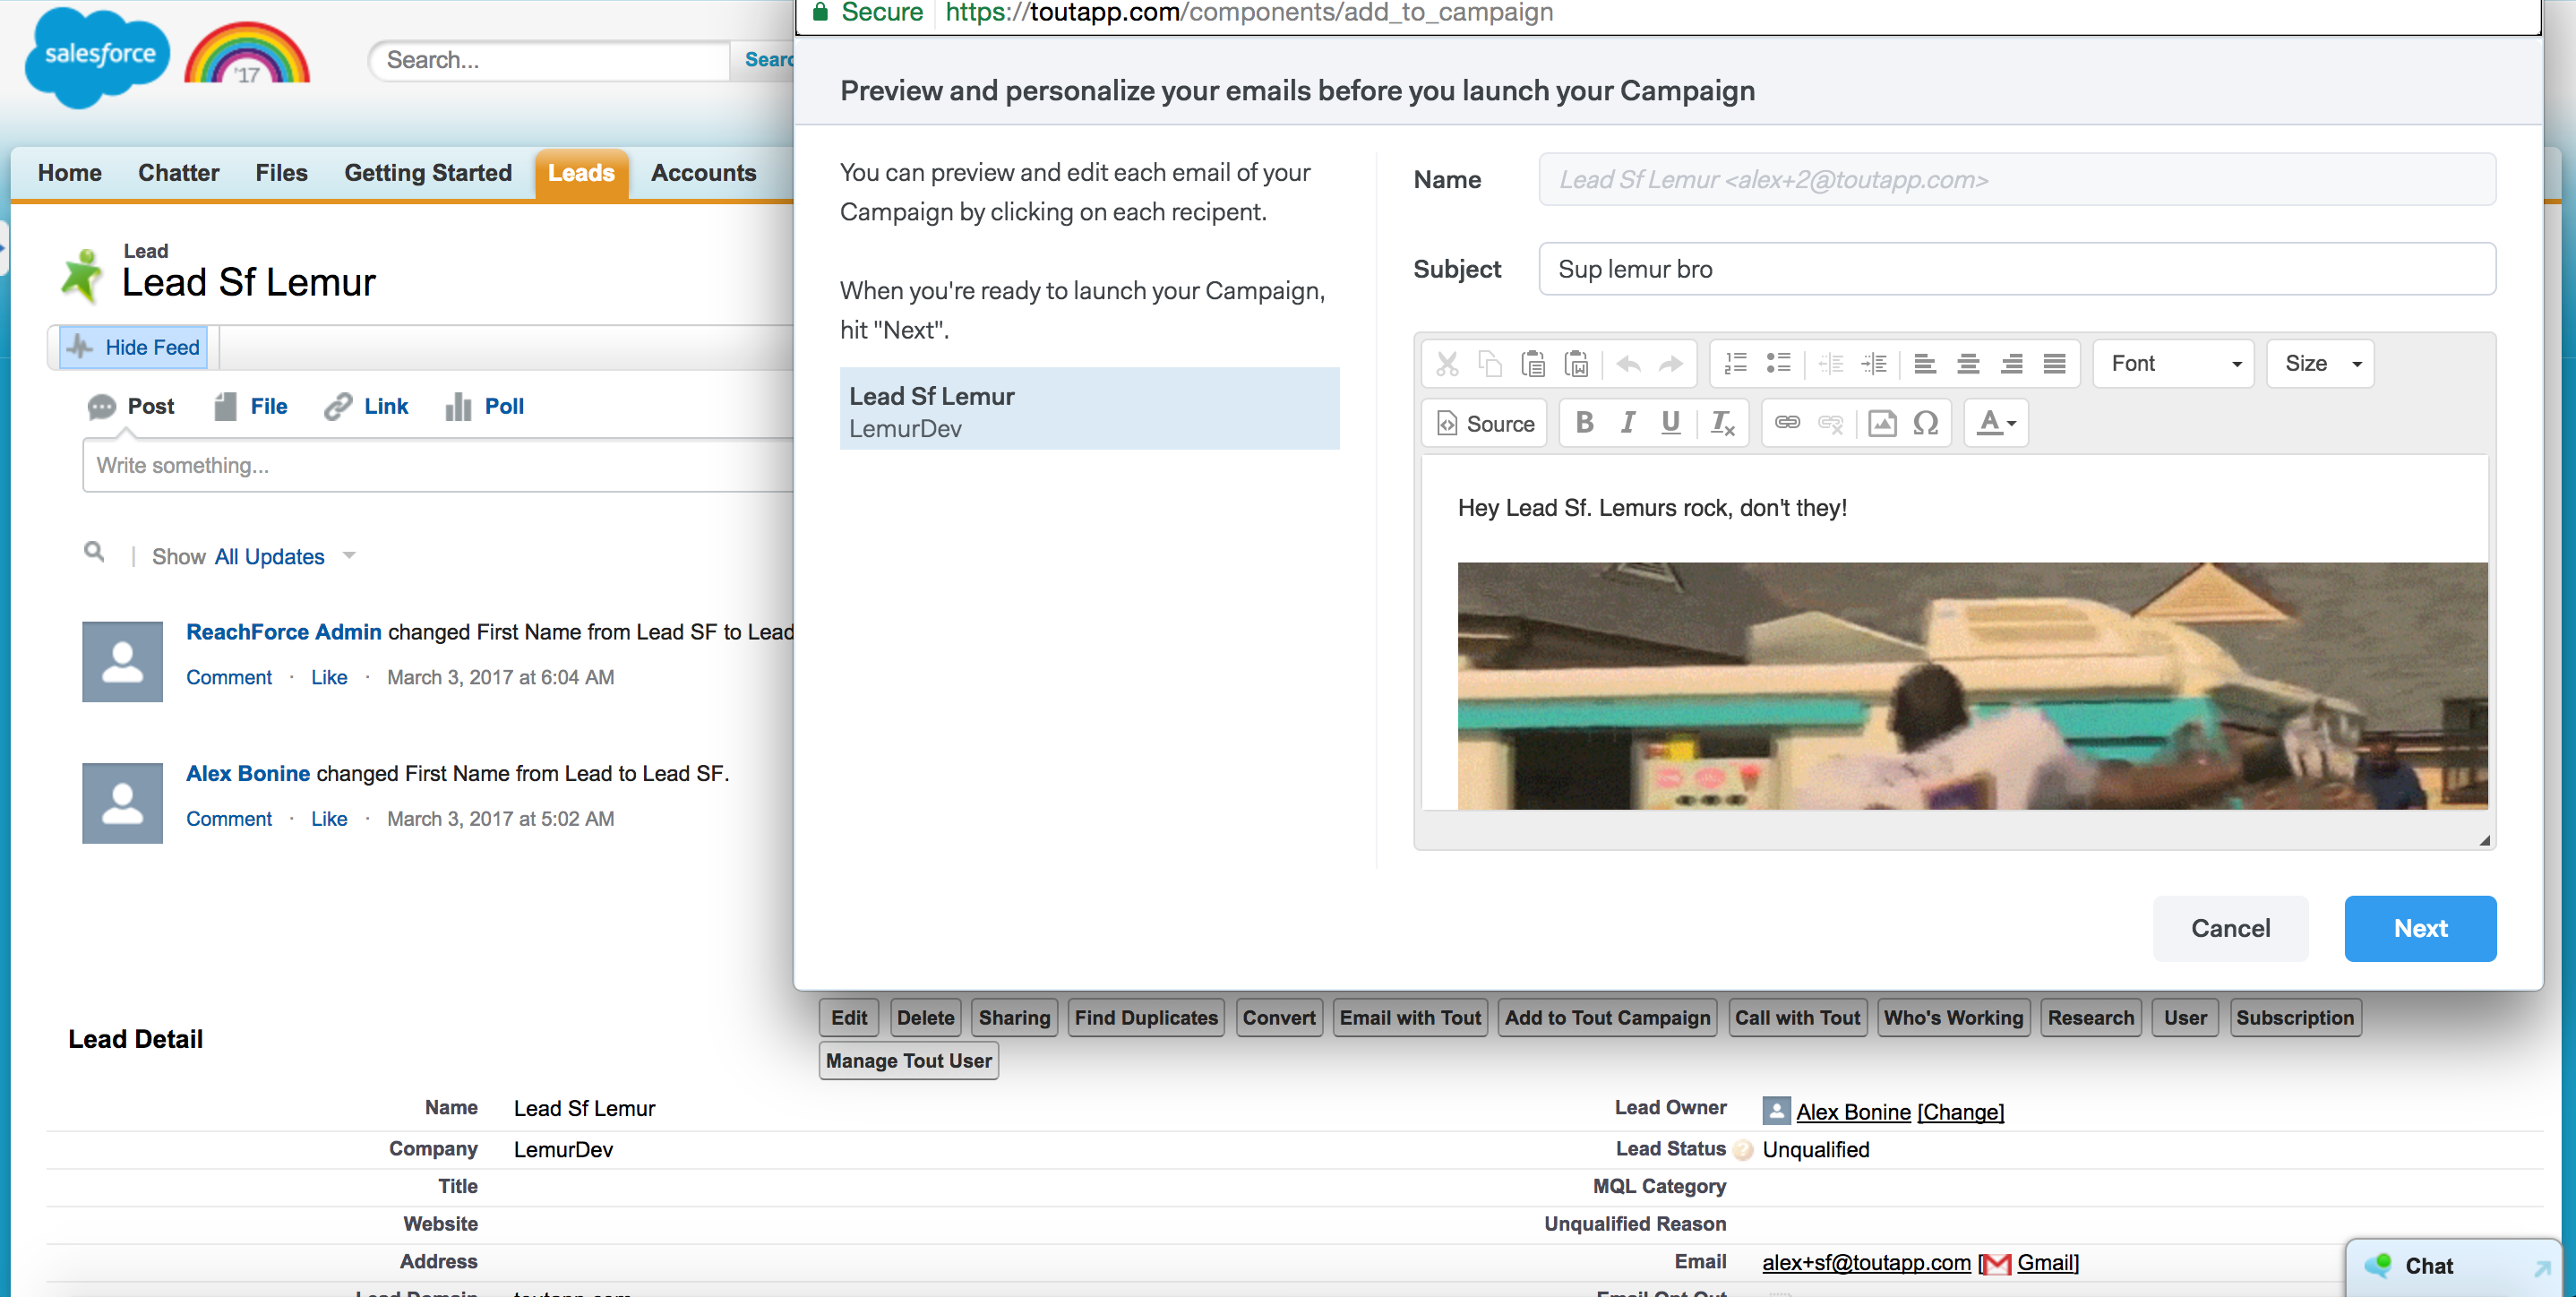 salesforce
'17
Search...
Searc
Secure
https://toutapp.com/components/add_to_campaign
Home
Chatter
Files
Getting Started
Leads
Accounts
Lead
Lead Sf Lemur
Hide Feed
Post
File
Link
Poll
Write something...
Show All Updates
ReachForce Admin changed First Name from Lead SF to Lead
Comment · Like · March 3, 2017 at 6:04 AM
Alex Bonine changed First Name from Lead to Lead SF.
Comment · Like · March 3, 2017 at 5:02 AM
Preview and personalize your emails before you launch your Campaign
You can preview and edit each email of your
Campaign by clicking on each recipent.
When you're ready to launch your Campaign,
hit "Next".
Lead Sf Lemur
LemurDev
Name
Lead Sf Lemur <alex+2@toutapp.com>
Subject
Sup lemur bro
Font
Size
Source
B I U Tx
Ω
A
Hey Lead Sf. Lemurs rock, don't they!
Cancel
Next
Lead Detail
Edit
Delete
Sharing
Find Duplicates
Convert
Email with Tout
Add to Tout Campaign
Call with Tout
Who's Working
Research
User
Subscription
Manage Tout User
Name Lead Sf Lemur
Lead Owner Alex Bonine [Change]
Company LemurDev
Lead Status Unqualified
Title
MQL Category
Website
Unqualified Reason
Address
Email alex+sf@toutapp.com [Gmail]
Lead Domain toutapp.com
Email Opt Out
Chat